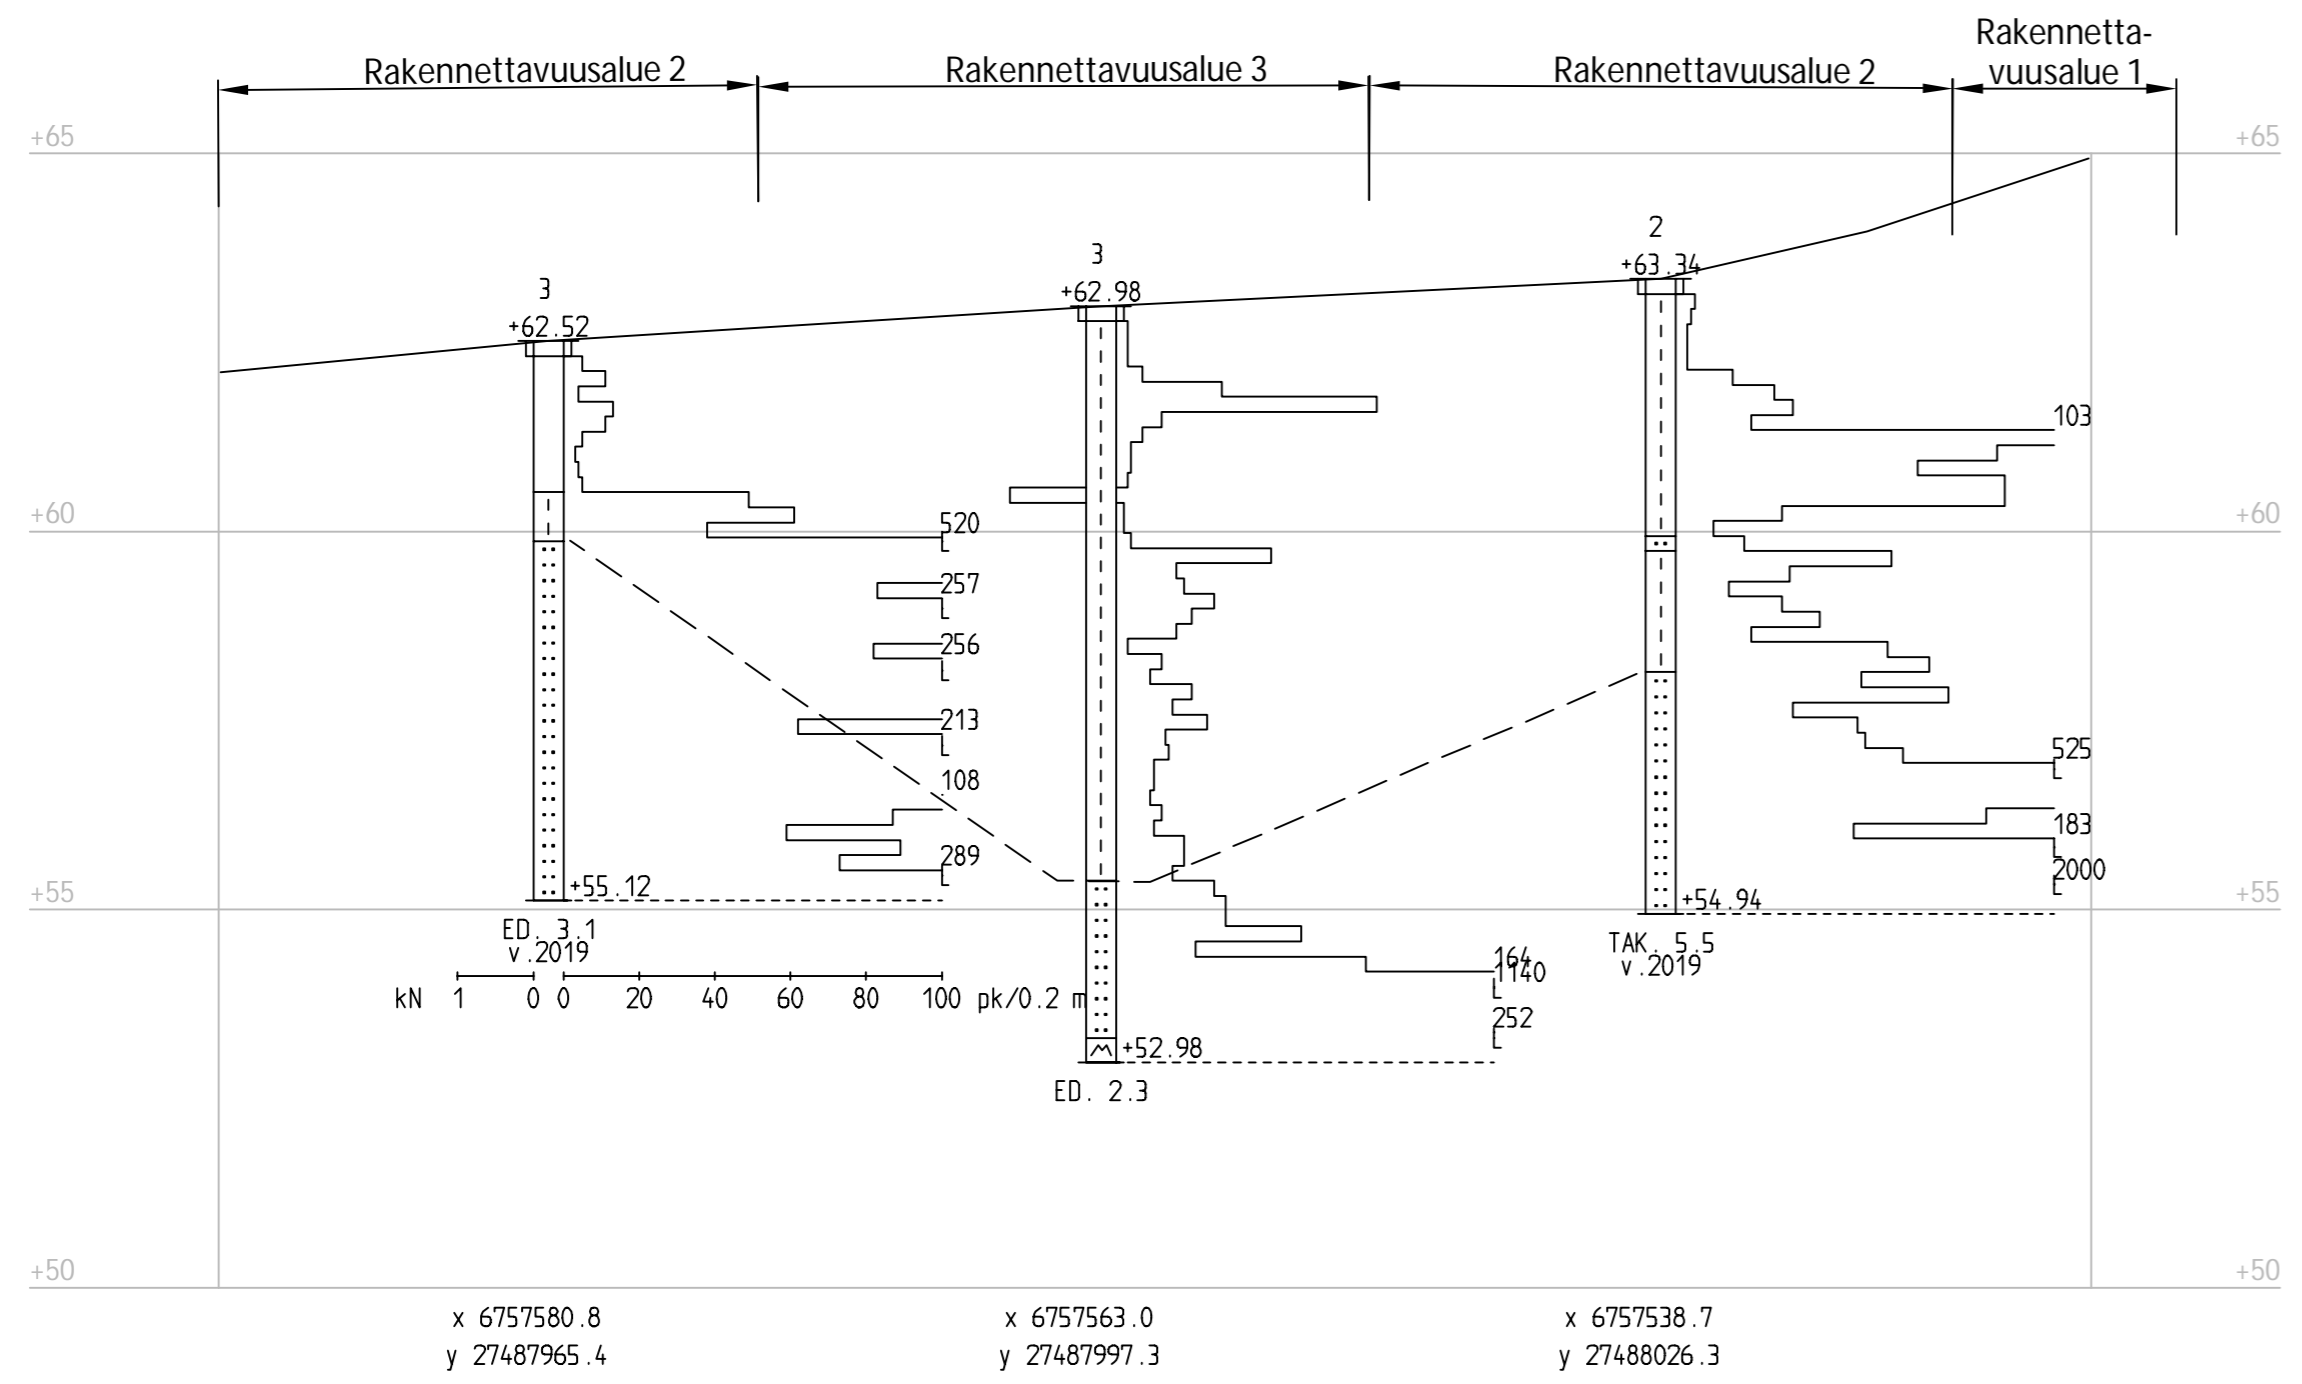 Rakennetta-
Rakennettavuusalue 2
Rakennettavuusalue 3
Rakennettavuusalue 2
vuusalue 1
+65
+65
2
3
+63.34
3
+62.98
+62.52
103
+60
520
+60
257
256
213
525
108
183
289
2000
+55.12
+55
+54.94
+55
ED. 3.1
v.2019
TAK. 5.5
v.2019
164
1140
kN 1 0 0 20 40 60 80 100 pk/0.2 m
252
+52.98
ED. 2.3
+50
+50
x 6757580.8
y 27487965.4
x 6757563.0
y 27487997.3
x 6757538.7
y 27488026.3